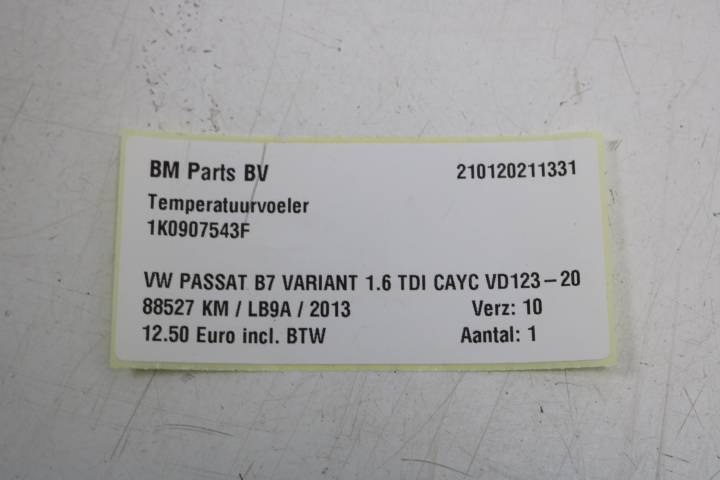 BM Parts BV 210120211331
Temperatuurvoeler
1K0907543F
VW PASSAT B7 VARIANT 1.6 TDI CAYC VD123-20
88527 KM / LB9A / 2013 Verz: 10
12.50 Euro incl. BTW Aantal: 1